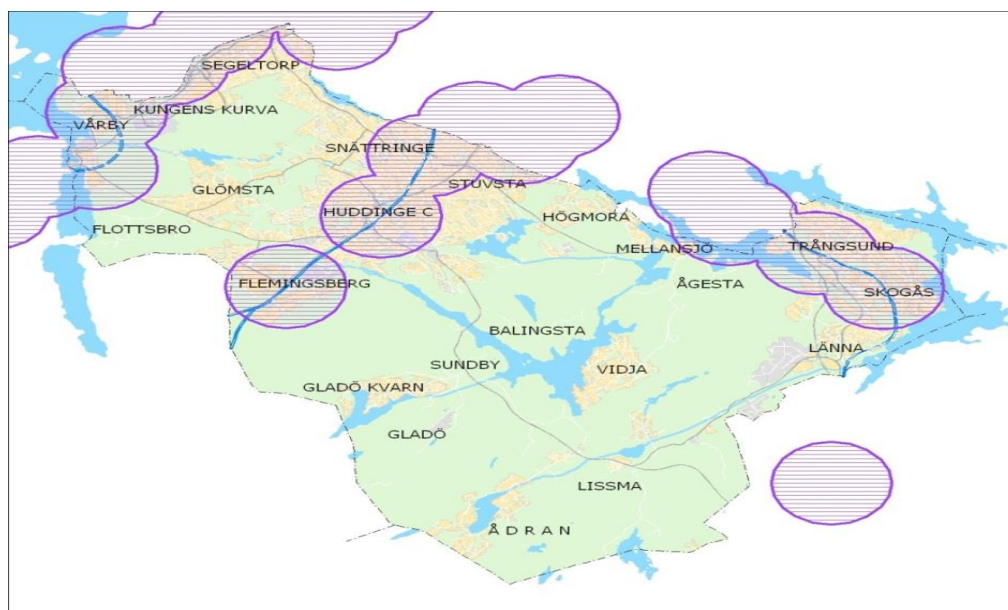 SEGELTORP
KUNGENS KURVA
VÅRBY
SNÄTTRINGE
STUVSTA
GLÖMSTA
HUDDINGE C
HÖGMORA
FLOTTSBRO
MELLANSJÖ
TRÅNGSUND
FLEMINGSBERG
ÅGESTA
SKOGÅS
BALINGSTA
LÄNNA
SUNDBY
VIDJA
GLADÖ KVARN
GLADÖ
LISSMA
ÅDRAN